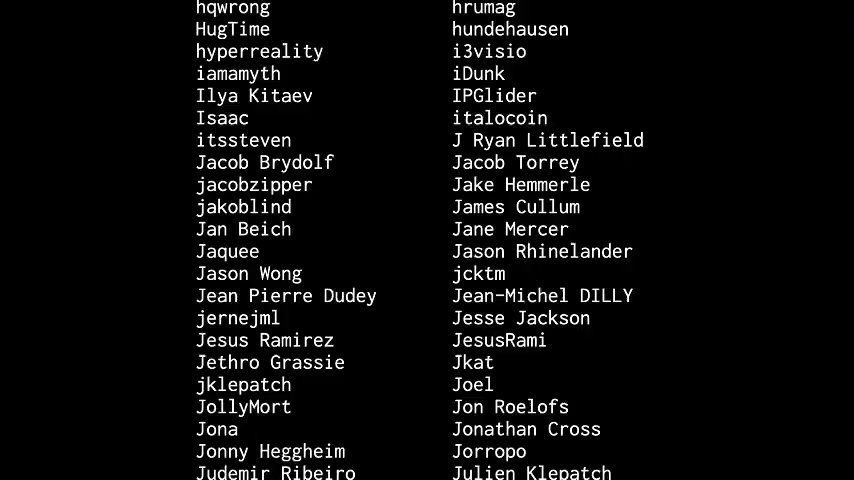 hqwrong hrumag
HugTime hundehausen
hyperreality i3visio
iamamyth iDunk
Ilya Kitaev IPGlider
Isaac italocoin
itssteven J Ryan Littlefield
Jacob Brydolf Jacob Torrey
jacobzipper Jake Hemmerle
jakoblind James Cullum
Jan Beich Jane Mercer
Jaquee Jason Rhinelander
Jason Wong jcktm
Jean Pierre Dudey Jean-Michel DILLY
jernejml Jesse Jackson
Jesus Ramirez JesusRami
Jethro Grassie Jkat
jklepatch Joel
JollyMort Jon Roelofs
Jona Jonathan Cross
Jonny Heggheim Jorropo
Judemir Ribeiro Julien Klepatch